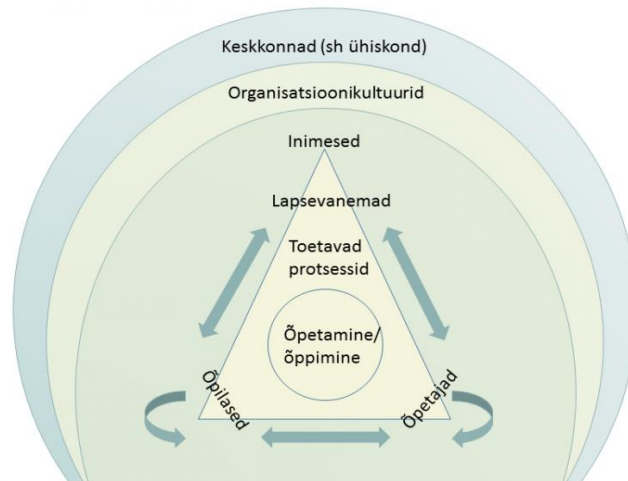 Keskkonnad (sh ühiskond)
Organisatsioonikultuurid
Inimesed
Lapsevanemad
Toetavad
protsessid
Õpetamine/
õppimine
Õpilased
Õpetajad